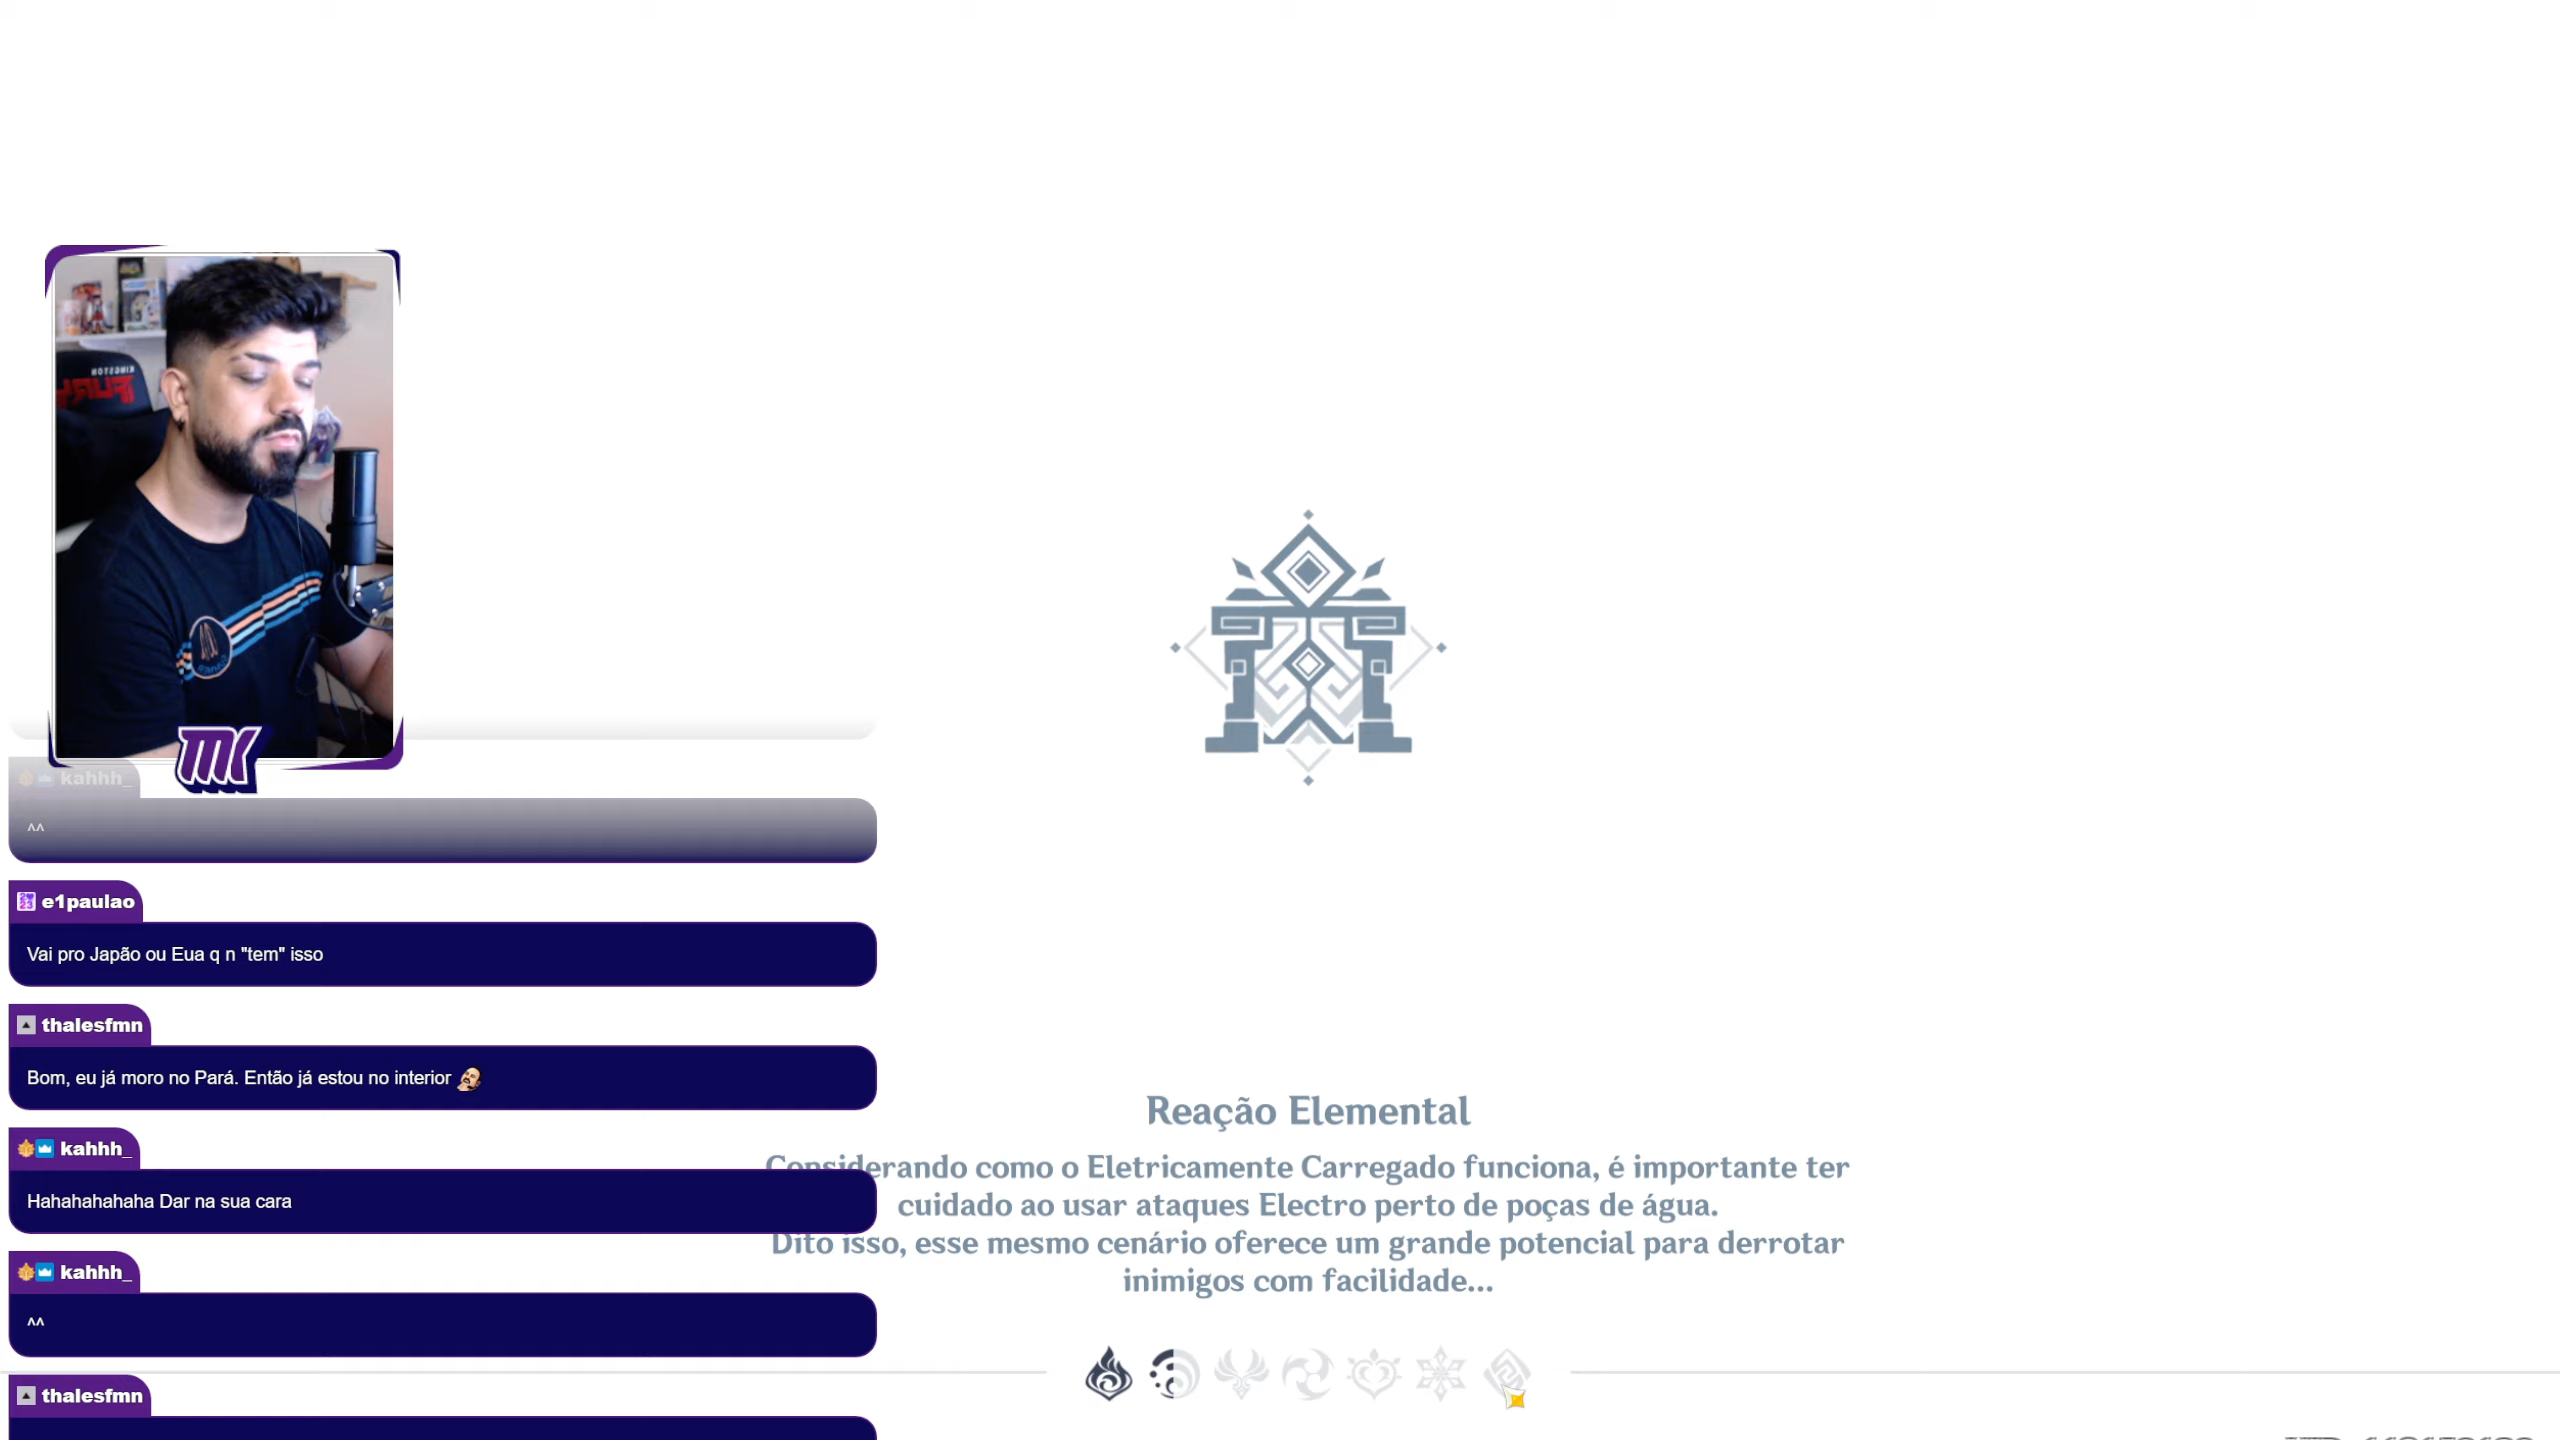 KINGSTON
FURY
MK
kahhh_
^^
e1paulao
Vai pro Japão ou Eua q n "tem" isso
thalesfmn
Bom, eu já moro no Pará. Então já estou no interior
kahhh_
Hahahahahaha Dar na sua cara
kahhh_
^^
thalesfmn
Reação Elemental
Considerando como o Eletricamente Carregado funciona, é importante ter
cuidado ao usar ataques Electro perto de poças de água.
Dito isso, esse mesmo cenário oferece um grande potencial para derrotar
inimigos com facilidade...